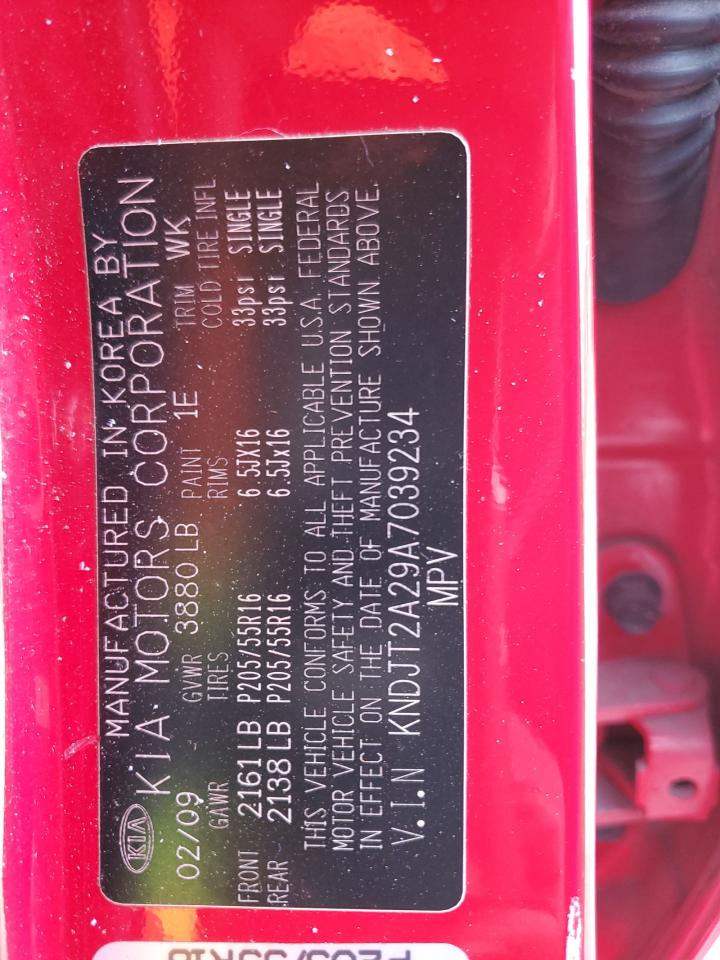 MANUFACTURED IN KOREA BY
KIA KIA MOTORS CORPORATION
02/09 GVWR 3880 LB PAINT 1E TRIM WK
GAWR TIRES RIMS COLD TIRE INFL
FRONT 2161 LB P205/55R16 6.5JX16 33psi SINGLE
REAR 2138 LB P205/55R16 6.5Jx16 33psi SINGLE
THIS VEHICLE CONFORMS TO ALL APPLICABLE U.S.A. FEDERAL
MOTOR VEHICLE SAFETY AND THEFT PREVENTION STANDARDS
IN EFFECT ON THE DATE OF MANUFACTURE SHOWN ABOVE.
V.I.N KNDJT2A29A7039234
MPV